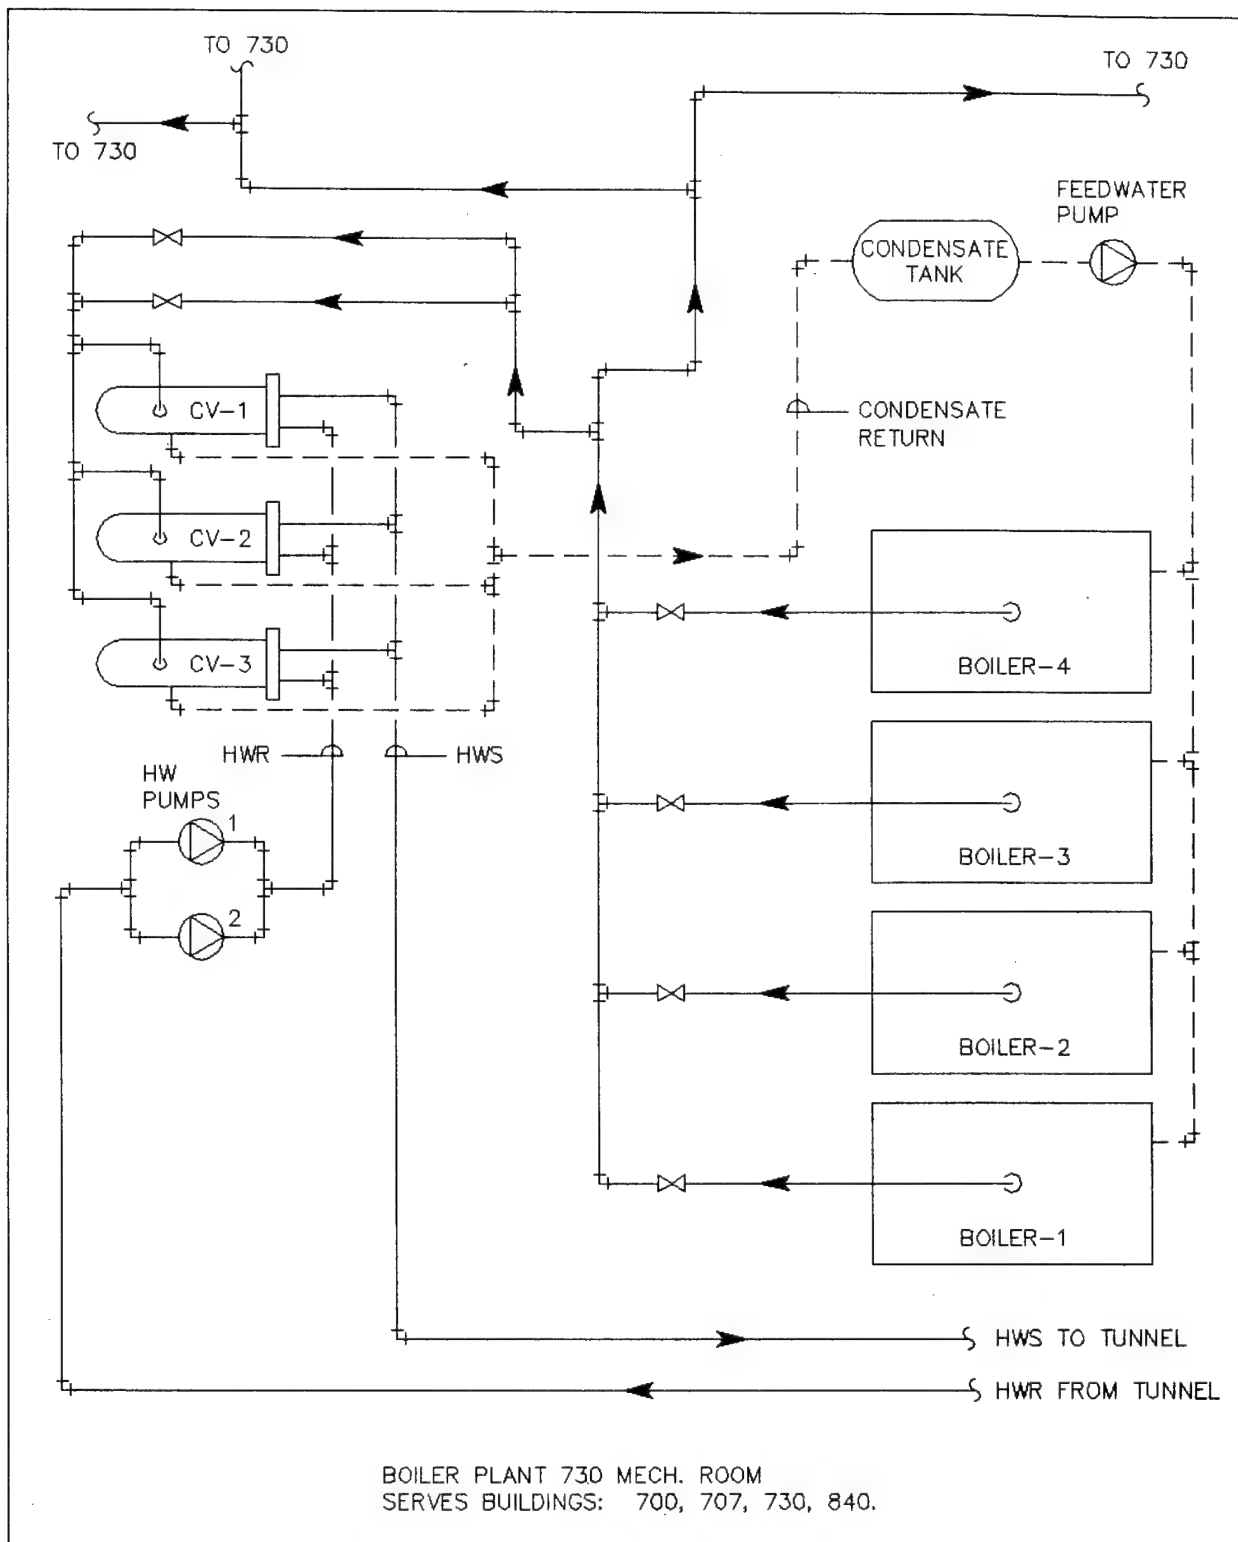 TO 730
TO 730
TO 730
FEEDWATER
PUMP
CONDENSATE
TANK
CV-1
CONDENSATE
RETURN
CV-2
CV-3
BOILER-4
HWR
HWS
HW
PUMPS
1
2
BOILER-3
BOILER-2
BOILER-1
HWS TO TUNNEL
HWR FROM TUNNEL
BOILER PLANT 730 MECH. ROOM
SERVES BUILDINGS: 700, 707, 730, 840.